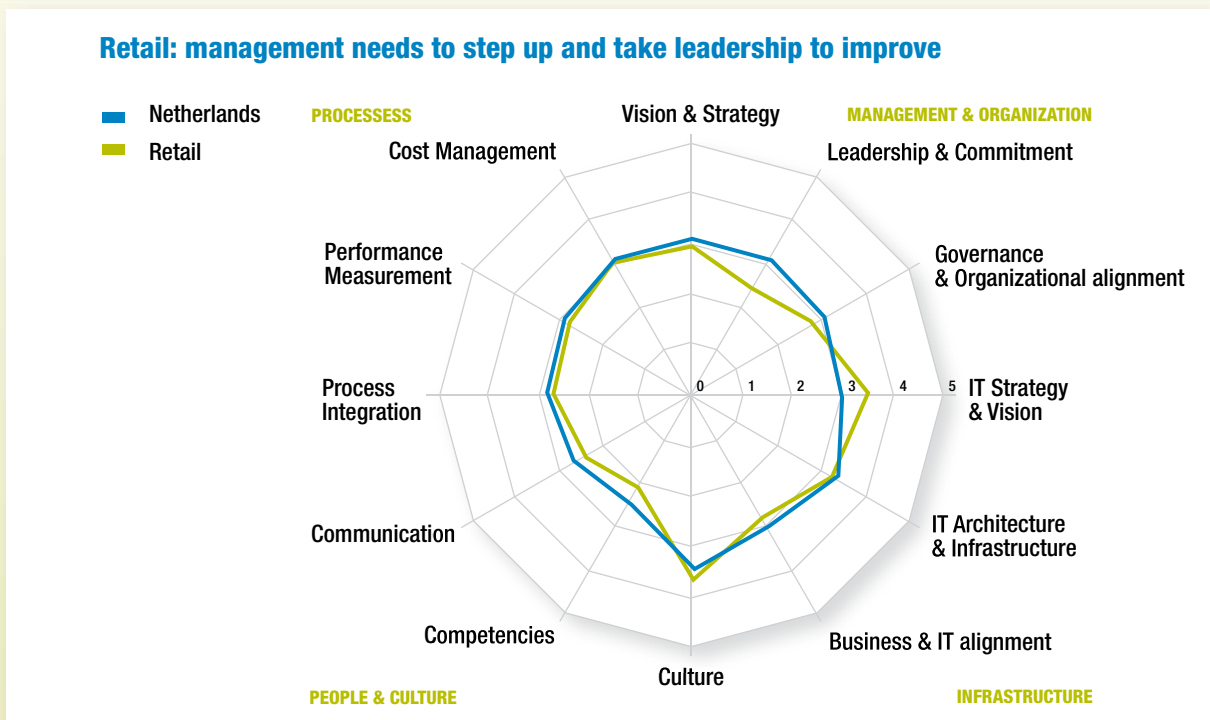 Retail: management needs to step up and take leadership to improve
Netherlands
Retail
PROCESSESS
Vision & Strategy
MANAGEMENT & ORGANIZATION
Cost Management
Leadership & Commitment
Performance
Measurement
Governance
& Organizational alignment
Process
Integration
0 1 2 3 4 5
IT Strategy
& Vision
Communication
IT Architecture
& Infrastructure
Competencies
Business & IT alignment
Culture
PEOPLE & CULTURE
INFRASTRUCTURE